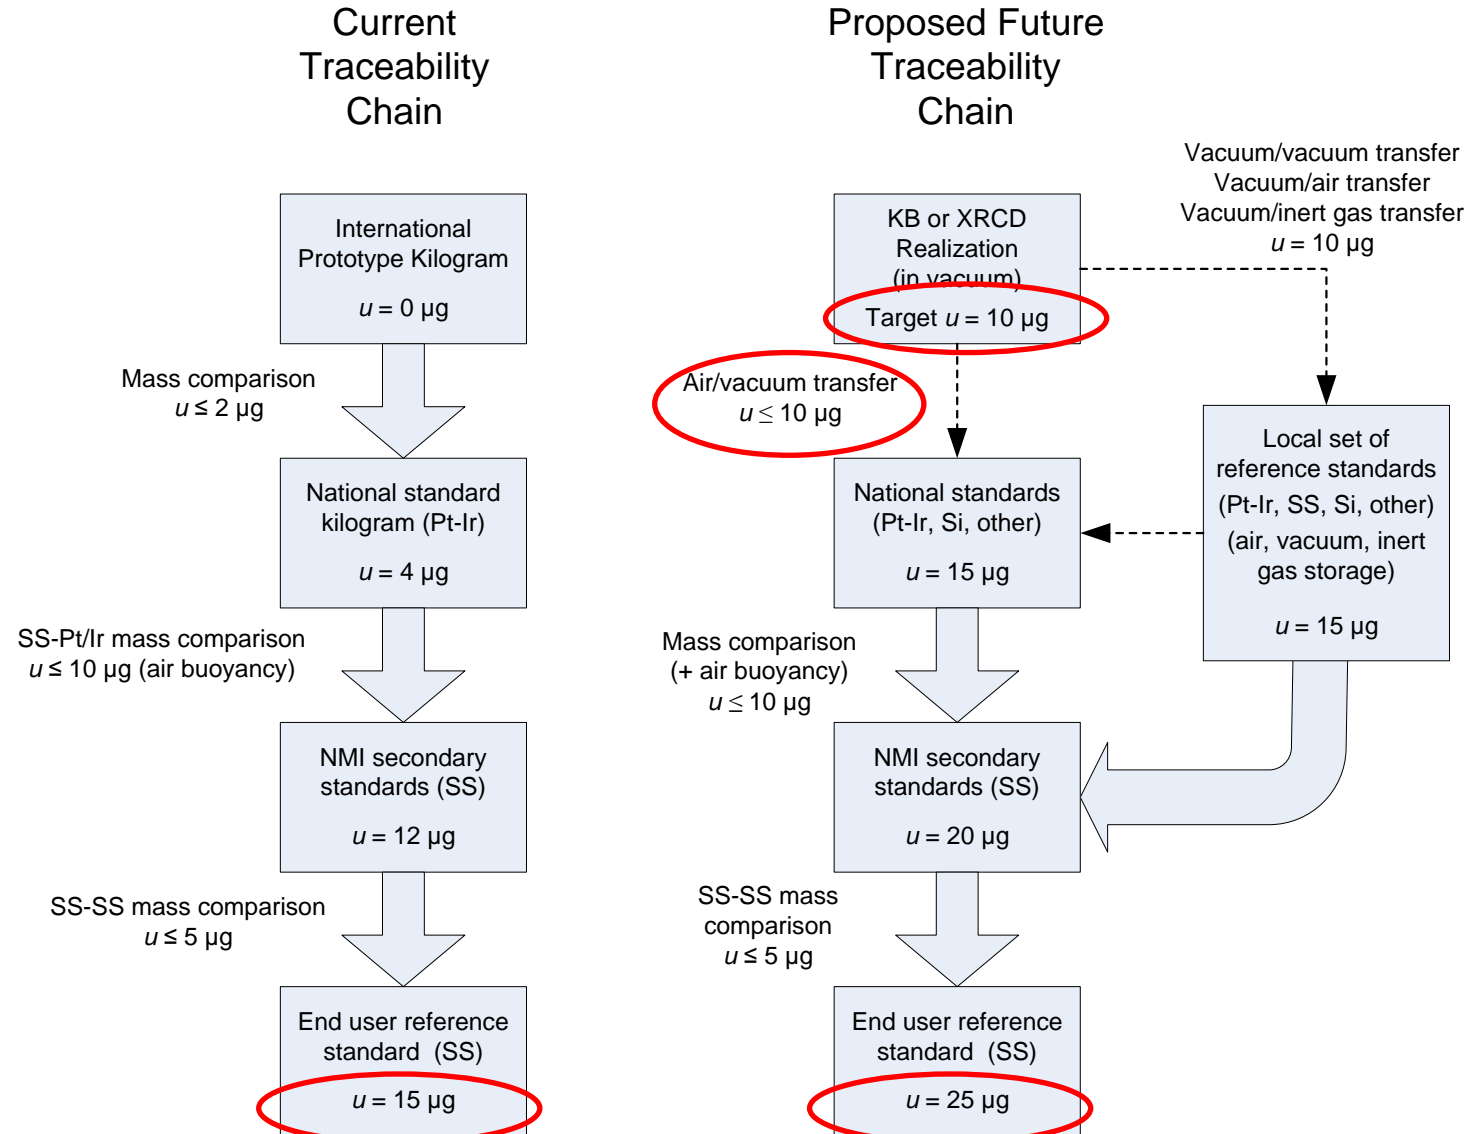 Current
Traceability
Chain
International
Prototype Kilogram
u = 0 µg
Mass comparison
u ≤ 2 µg
National standard
kilogram (Pt-Ir)
u = 4 µg
SS-Pt/Ir mass comparison
u ≤ 10 µg (air buoyancy)
NMI secondary
standards (SS)
u = 12 µg
SS-SS mass comparison
u ≤ 5 µg
End user reference
standard (SS)
u = 15 µg
Proposed Future
Traceability
Chain
KB or XRCD
Realization
(in vacuum)
Target u = 10 µg
Vacuum/vacuum transfer
Vacuum/air transfer
Vacuum/inert gas transfer
u = 10 µg
Air/vacuum transfer
u ≤ 10 µg
National standards
(Pt-Ir, Si, other)
u = 15 µg
Local set of
reference standards
(Pt-Ir, SS, Si, other)
(air, vacuum, inert
gas storage)
u = 15 µg
Mass comparison
(+ air buoyancy)
u ≤ 10 µg
NMI secondary
standards (SS)
u = 20 µg
SS-SS mass
comparison
u ≤ 5 µg
End user reference
standard (SS)
u = 25 µg